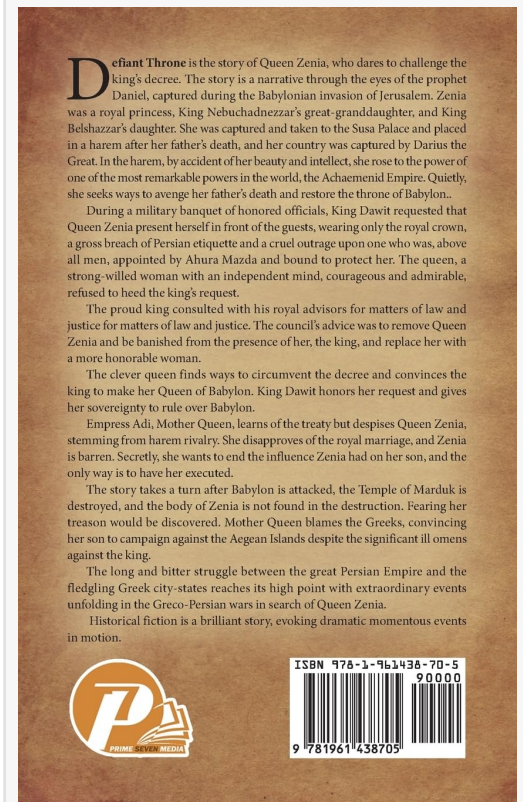 Defiant Throne is the story of Queen Zenia, who dares to challenge the
king's decree. The story is a narrative through the eyes of the prophet
Daniel, captured during the Babylonian invasion of Jerusalem. Zenia
was a royal princess, King Nebuchadnezzar's great-granddaughter, and King
Belshazzar's daughter. She was captured and taken to the Susa Palace and placed
in a harem after her father's death, and her country was captured by Darius the
Great. In the harem, by accident of her beauty and intellect, she rose to the power of
one of the most remarkable powers in the world, the Achaemenid Empire. Quietly,
she seeks ways to avenge her father's death and restore the throne of Babylon..
During a military banquet of honored officials, King Dawit requested that
Queen Zenia present herself in front of the guests, wearing only the royal crown,
a gross breach of Persian etiquette and a cruel outrage upon one who was, above
all men, appointed by Ahura Mazda and bound to protect her. The queen, a
strong-willed woman with an independent mind, courageous and admirable,
refused to heed the king's request.
The proud king consulted with his royal advisors for matters of law and
justice for matters of law and justice. The council's advice was to remove Queen
Zenia and be banished from the presence of her, the king, and replace her with
a more honorable woman.
The clever queen finds ways to circumvent the decree and convinces the
king to make her Queen of Babylon. King Dawit honors her request and gives
her sovereignty to rule over Babylon.
Empress Adi, Mother Queen, learns of the treaty but despises Queen Zenia,
stemming from harem rivalry. She disapproves of the royal marriage, and Zenia
is barren. Secretly, she wants to end the influence Zenia had on her son, and the
only way is to have her executed.
The story takes a turn after Babylon is attacked, the Temple of Marduk is
destroyed, and the body of Zenia is not found in the destruction. Fearing her
treason would be discovered. Mother Queen blames the Greeks, convincing
her son to campaign against the Aegean Islands despite the significant ill omens
against the king.
The long and bitter struggle between the great Persian Empire and the
fledgling Greek city-states reaches its high point with extraordinary events
unfolding in the Greco-Persian wars in search of Queen Zenia.
Historical fiction is a brilliant story, evoking dramatic momentous events
in motion.
PRIME SEVEN MEDIA
ISBN 978-1-961438-70-5
90000
9 781961 438705